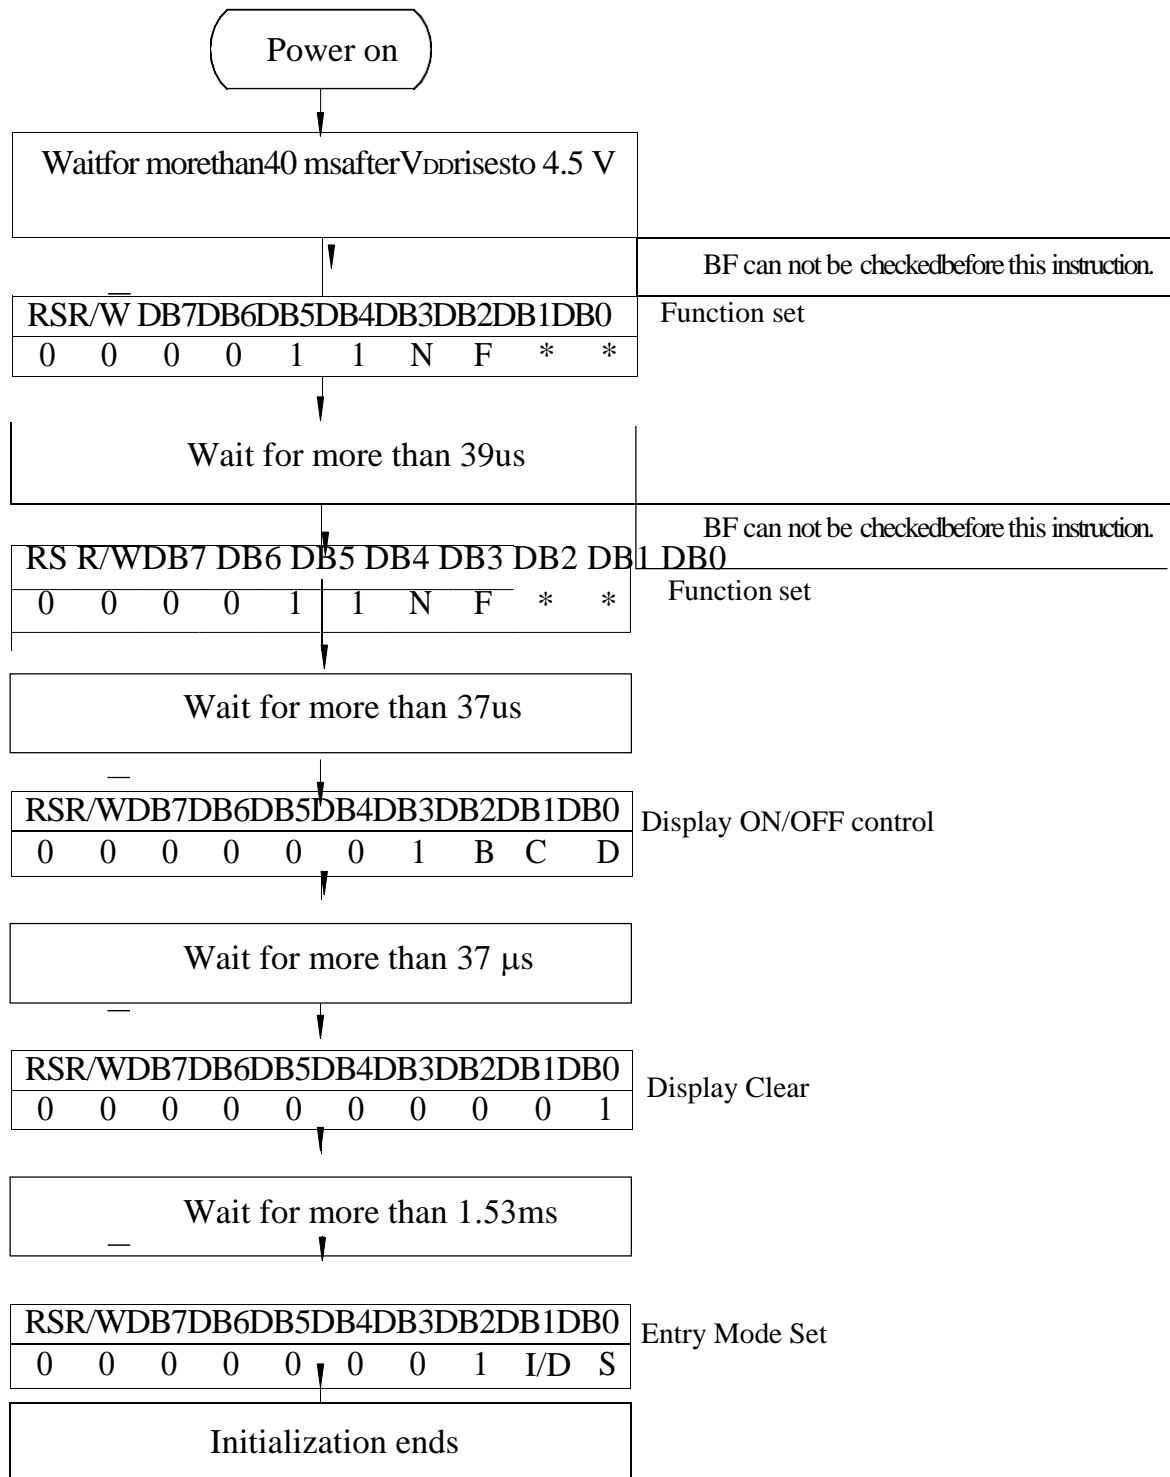 Power on
Waitfor morethan40 msafterVDDrisesto 4.5 V
BF can not be checkedbefore this instruction.
RSR/W DB7DB6DB5DB4DB3DB2DB1DB0
Function set
0 0 0 0 1 1 N F * *
Wait for more than 39us
BF can not be checkedbefore this instruction.
RS R/WDB7 DB6 DB5 DB4 DB3 DB2 DB1 DB0
Function set
0 0 0 0 1 1 N F * *
Wait for more than 37us
RSR/WDB7DB6DB5DB4DB3DB2DB1DB0
Display ON/OFF control
0 0 0 0 0 0 1 B C D
Wait for more than 37 μs
RSR/WDB7DB6DB5DB4DB3DB2DB1DB0
Display Clear
0 0 0 0 0 0 0 0 0 1
Wait for more than 1.53ms
RSR/WDB7DB6DB5DB4DB3DB2DB1DB0
Entry Mode Set
0 0 0 0 0 0 0 1 I/D S
Initialization ends